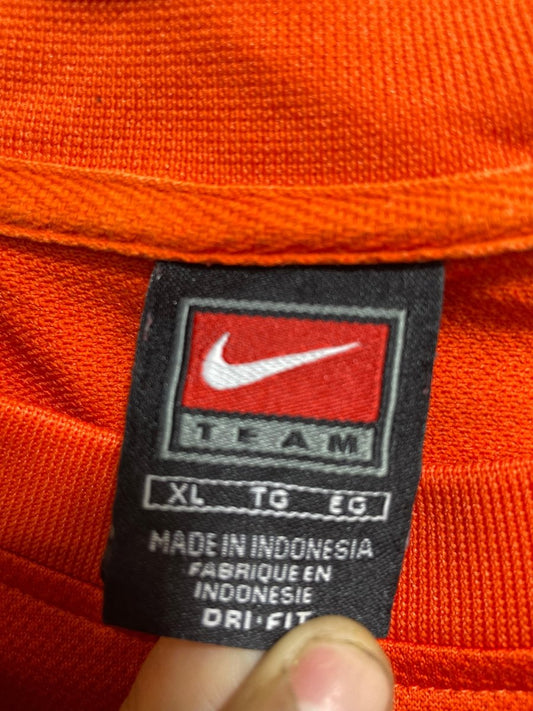 TEAM
XL TG EG
MADE IN INDONESIA
FABRIQUE EN
INDONESIE
DRI-FIT